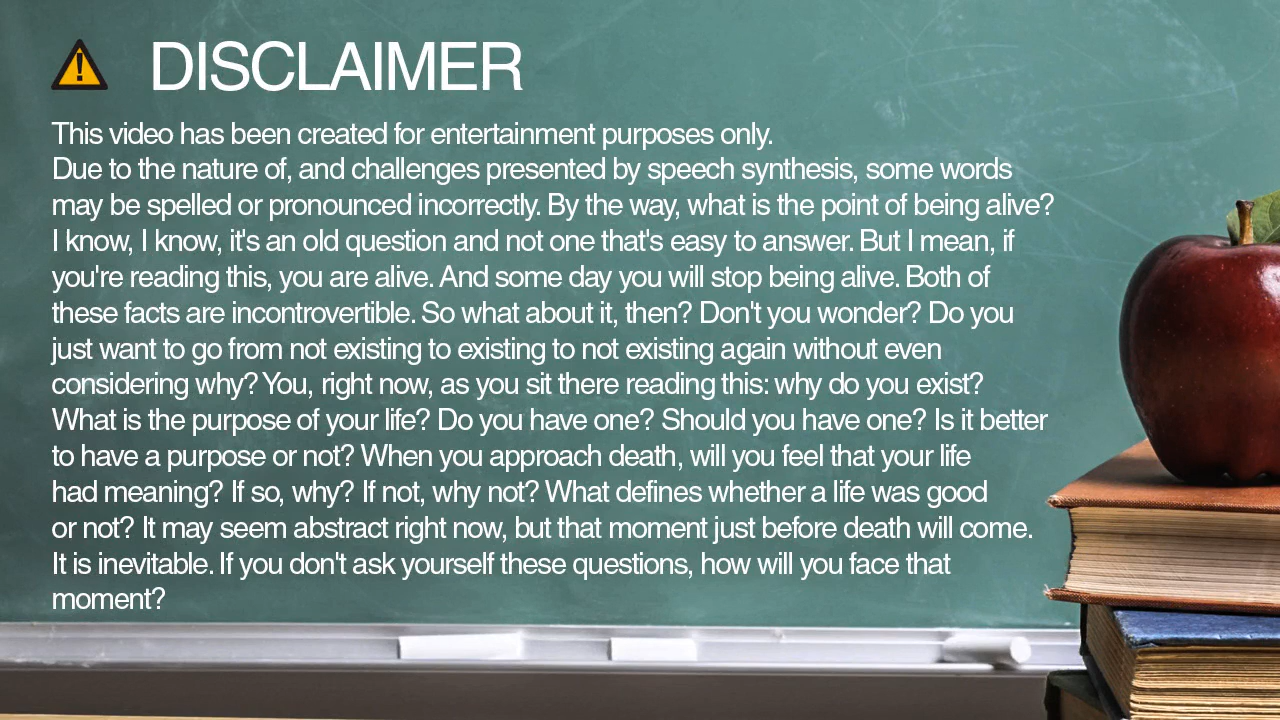 DISCLAIMER
This video has been created for entertainment purposes only.
Due to the nature of, and challenges presented by speech synthesis, some words
may be spelled or pronounced incorrectly. By the way, what is the point of being alive?
I know, I know, it's an old question and not one that's easy to answer. But I mean, if
you're reading this, you are alive. And some day you will stop being alive. Both of
these facts are incontrovertible. So what about it, then? Don't you wonder? Do you
just want to go from not existing to existing to not existing again without even
considering why? You, right now, as you sit there reading this: why do you exist?
What is the purpose of your life? Do you have one? Should you have one? Is it better
to have a purpose or not? When you approach death, will you feel that your life
had meaning? If so, why? If not, why not? What defines whether a life was good
or not? It may seem abstract right now, but that moment just before death will come.
It is inevitable. If you don't ask yourself these questions, how will you face that
moment?